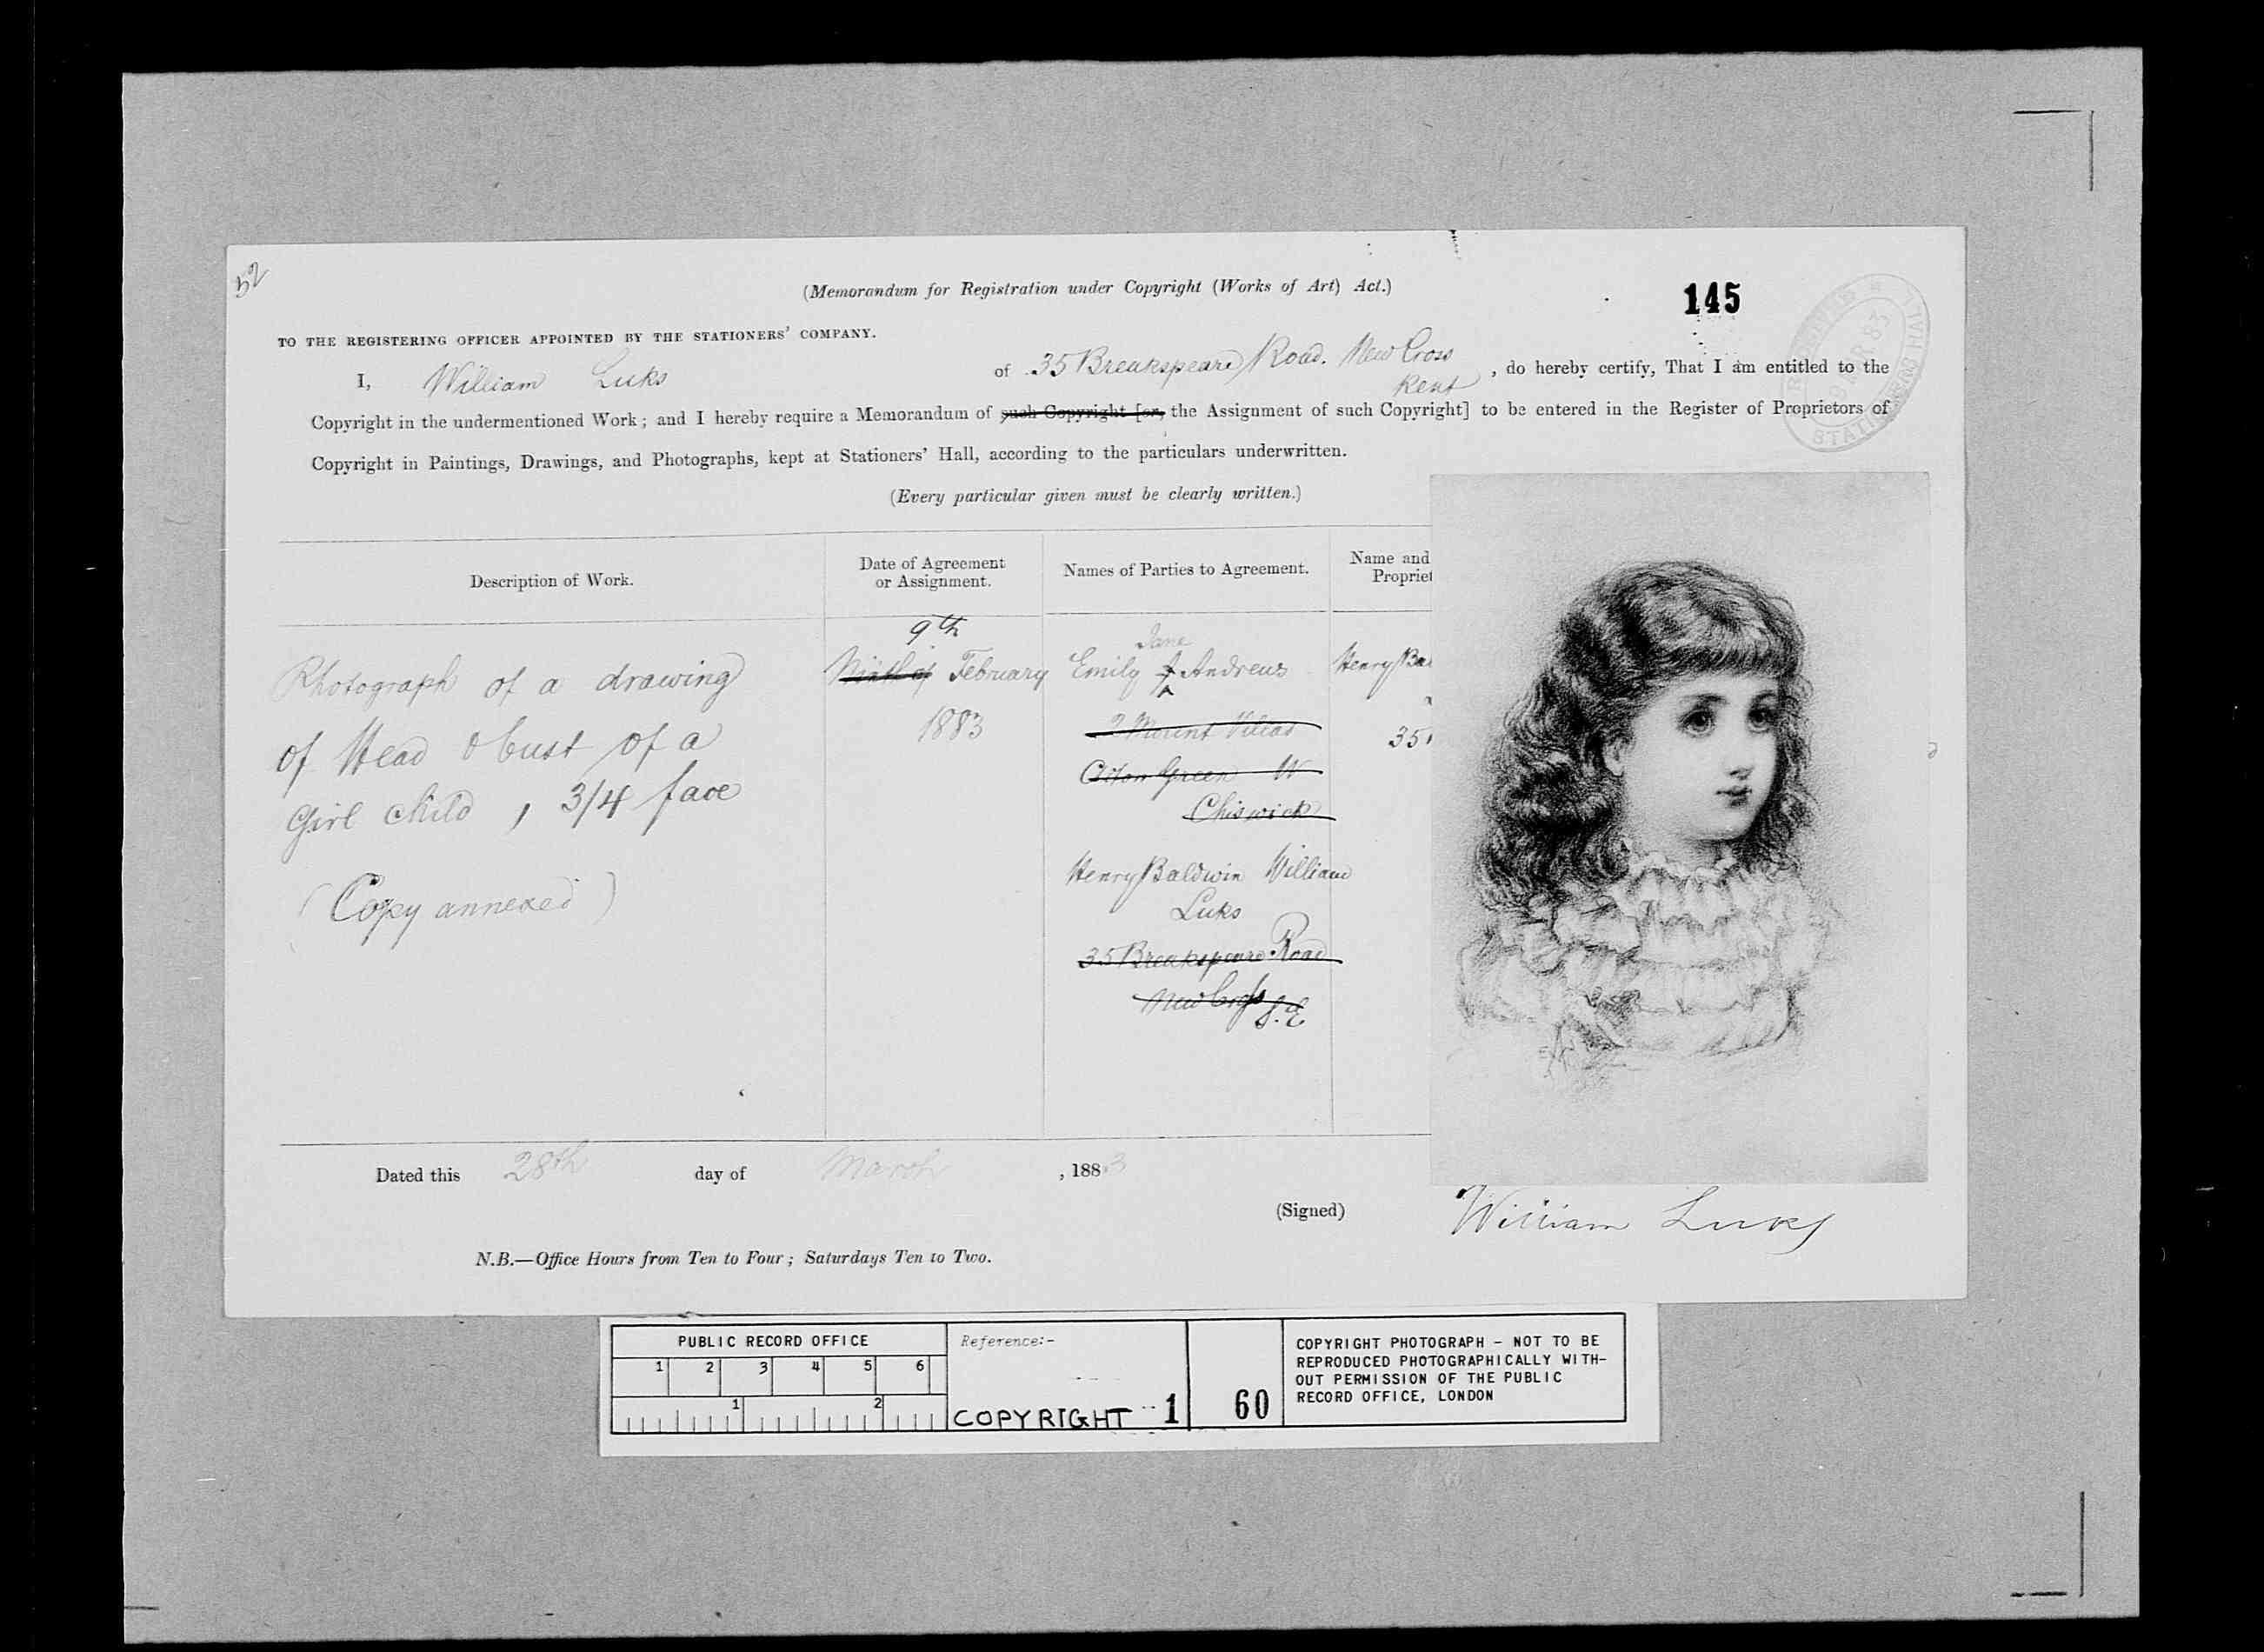 52
(Memorandum for Registration under Copyright (Works of Art) Act.)
145
TO THE REGISTERING OFFICER APPOINTED BY THE STATIONERS' COMPANY.
I, William Luks of 35 Breakspeare Road. New Cross Kent, do hereby certify, That I am entitled to the
Copyright in the undermentioned Work; and I hereby require a Memorandum of such Copyright [or, the Assignment of such Copyright] to be entered in the Register of Proprietors of
Copyright in Paintings, Drawings, and Photographs, kept at Stationers' Hall, according to the particulars underwritten.
(Every particular given must be clearly written.)
Description of Work.
Photograph of a drawing
of Head & bust of a
Girl child, 3/4 face
(Copy annexed)
Date of Agreement
or Assignment.
9th
Ninth of February
1883
Names of Parties to Agreement.
Jane
Emily J Andrews
2 Mount Villas
Acton Green W
Chiswick
Henry Baldwin William
Luks
35 Breakspeare Road
New Cross S.E
Name and
Propriet
Henry Bal
35
Dated this 28th day of March, 1883
(Signed) William Luks
N.B.—Office Hours from Ten to Four; Saturdays Ten to Two.
PUBLIC RECORD OFFICE
1 2 3 4 5 6
1 2
Reference:-
COPYRIGHT 1 60
COPYRIGHT PHOTOGRAPH - NOT TO BE
REPRODUCED PHOTOGRAPHICALLY WITH-
OUT PERMISSION OF THE PUBLIC
RECORD OFFICE, LONDON